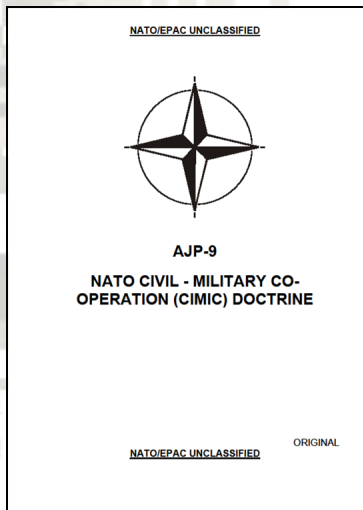 NATO/EPAC UNCLASSIFIED
AJP-9
NATO CIVIL - MILITARY CO-
OPERATION (CIMIC) DOCTRINE
ORIGINAL
NATO/EPAC UNCLASSIFIED